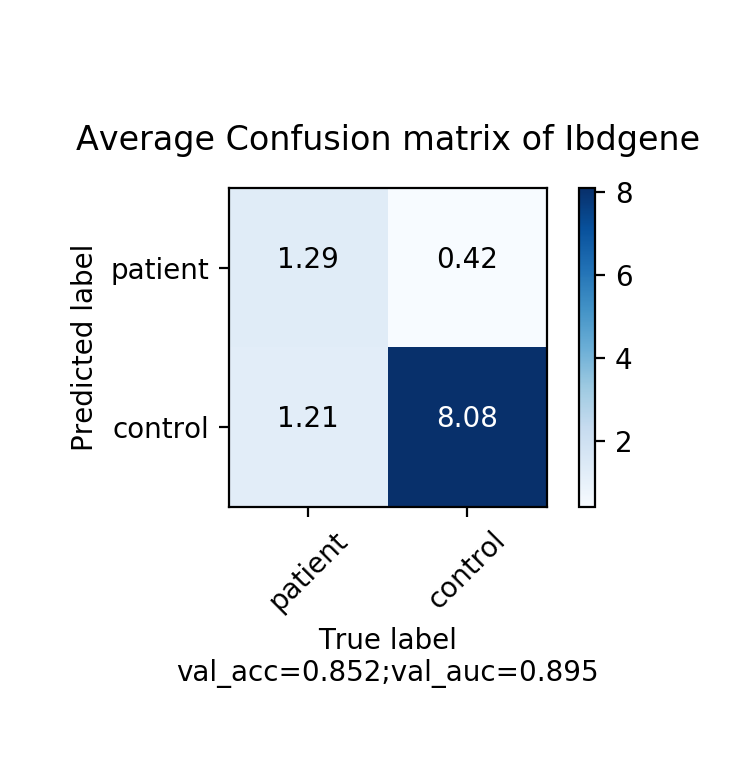 Average Confusion matrix of Ibdgene
Predicted label
patient 1.29 0.42
control 1.21 8.08
patient control
8
6
4
2
True label
val_acc=0.852;val_auc=0.895